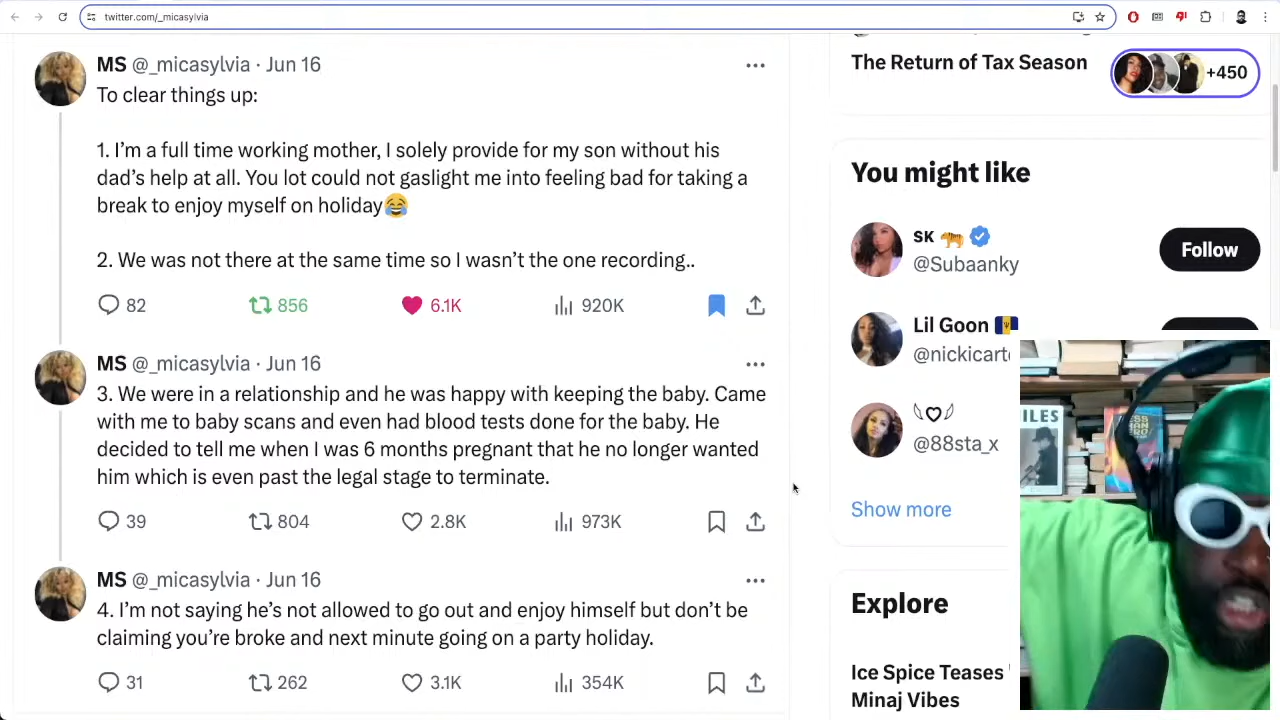 twitter.com/_micasylvia
MS @_micasylvia · Jun 16
To clear things up:
1. I'm a full time working mother, I solely provide for my son without his
dad's help at all. You lot could not gaslight me into feeling bad for taking a
break to enjoy myself on holiday😂
2. We was not there at the same time so I wasn't the one recording..
82 856 6.1K 920K
MS @_micasylvia · Jun 16
3. We were in a relationship and he was happy with keeping the baby. Came
with me to baby scans and even had blood tests done for the baby. He
decided to tell me when I was 6 months pregnant that he no longer wanted
him which is even past the legal stage to terminate.
39 804 2.8K 973K
MS @_micasylvia · Jun 16
4. I'm not saying he's not allowed to go out and enjoy himself but don't be
claiming you're broke and next minute going on a party holiday.
31 262 3.1K 354K
The Return of Tax Season
+450
You might like
SK 🐅
@Subaanky
Follow
Lil Goon 🇧🇧
@nickicart
@88sta_x
Show more
Explore
Ice Spice Teases
Minaj Vibes
ILES